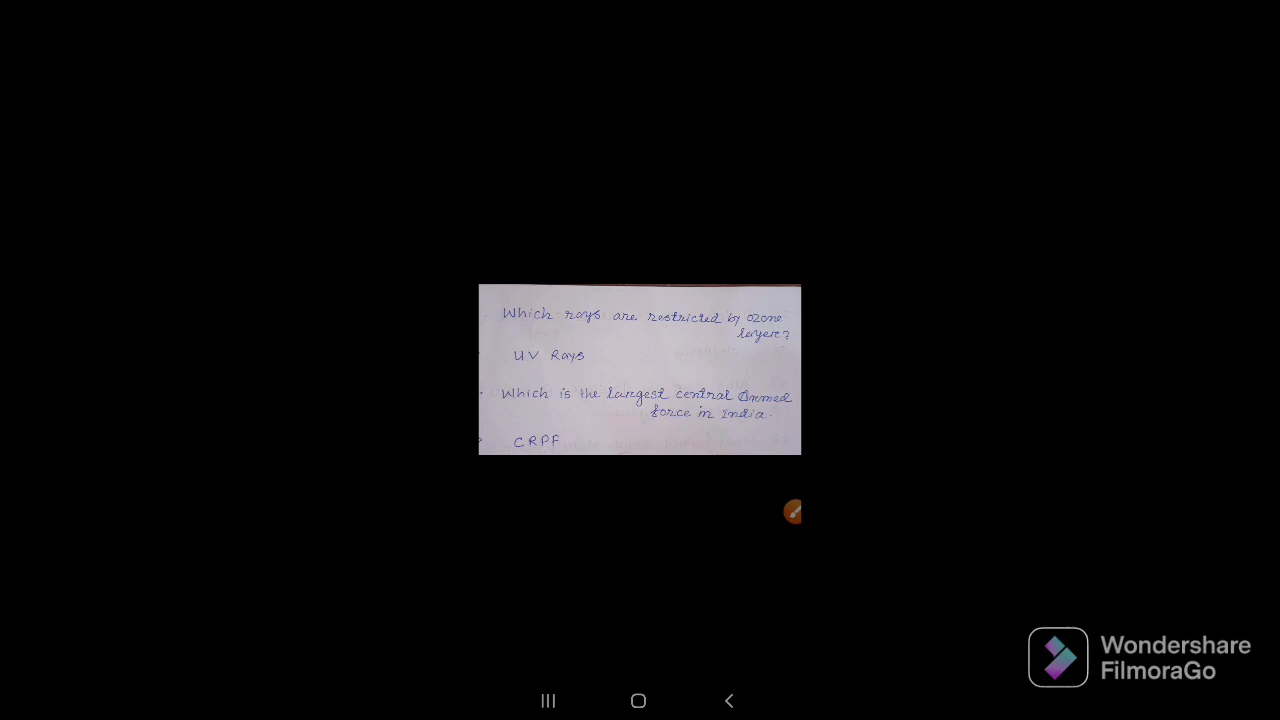 Which rays are restricted by ozone
layer?
UV Rays
Which is the largest central Armed
force in India.
CRPF
Wondershare
FilmoraGo